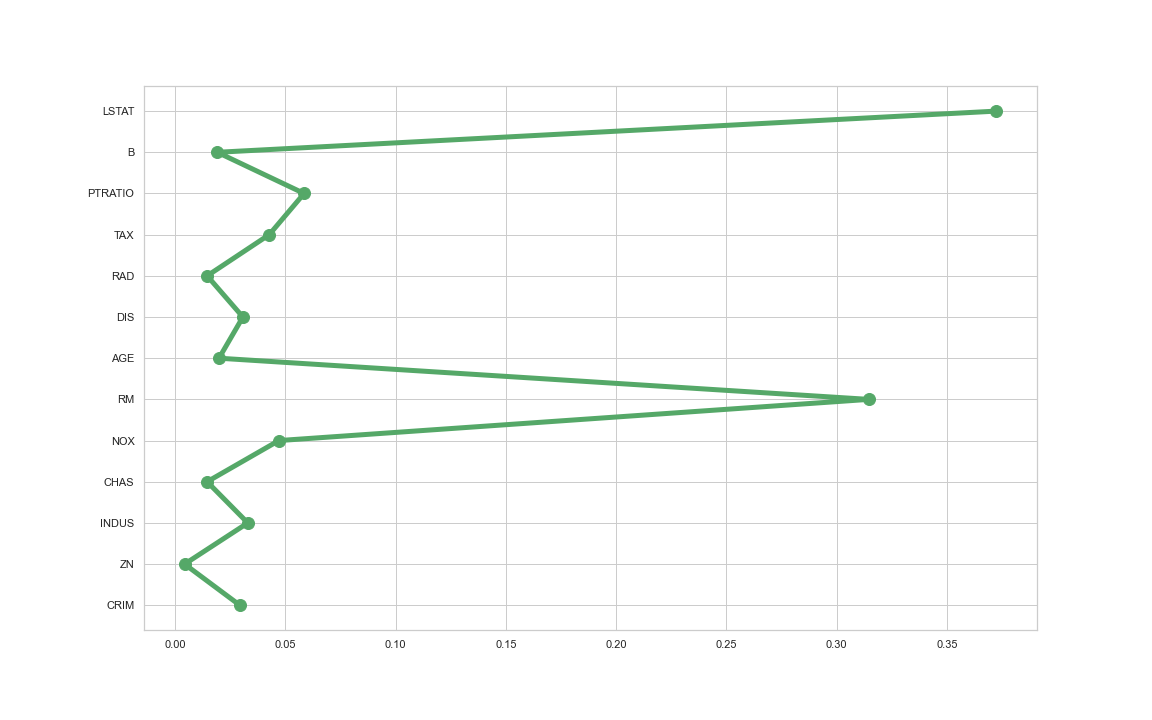 LSTAT
B
PTRATIO
TAX
RAD
DIS
AGE
RM
NOX
CHAS
INDUS
ZN
CRIM
0.00 0.05 0.10 0.15 0.20 0.25 0.30 0.35